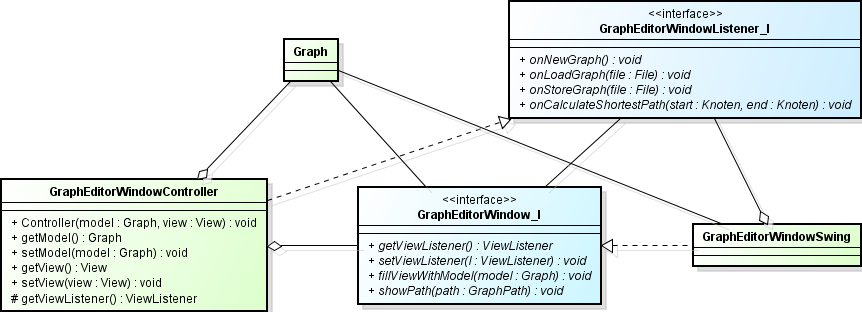 Graph
<<interface>>
GraphEditorWindowListener_I
+ onNewGraph() : void
+ onLoadGraph(file : File) : void
+ onStoreGraph(file : File) : void
+ onCalculateShortestPath(start : Knoten, end : Knoten) : void
GraphEditorWindowController
+ Controller(model : Graph, view : View) : void
+ getModel() : Graph
+ setModel(model : Graph) : void
+ getView() : View
+ setView(view : View) : void
# getViewListener() : ViewListener
<<interface>>
GraphEditorWindow_I
+ getViewListener() : ViewListener
+ setViewListener(l : ViewListener) : void
+ fillViewWithModel(model : Graph) : void
+ showPath(path : GraphPath) : void
GraphEditorWindowSwing